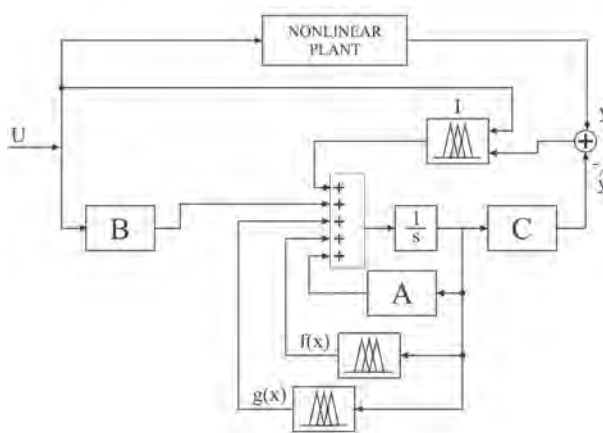 NONLINEAR
PLANT
I
U
y
+
+
+
+
+
+
B
1
s
C
A
f(x)
g(x)